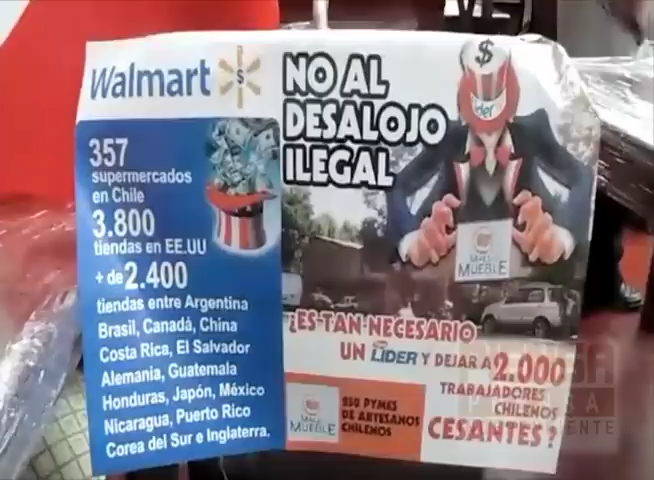 Walmart
$
357
supermercados
en Chile
3.800
tiendas en EE.UU
+ de 2.400
tiendas entre Argentina
Brasil, Canadá, China
Costa Rica, El Salvador
Alemania, Guatemala
Honduras, Japón, México
Nicaragua, Puerto Rico
Corea del Sur e Inglaterra.
NO AL
DESALOJO
ILEGAL
$
lider
MALL
MUEBLE
¿ES TAN NECESARIO
UN LIDER Y DEJAR A 2.000
TRABAJADORES
CHILENOS
CESANTES?
MALL
MUEBLE
250 PYMES
DE ARTESANOS
CHILENOS